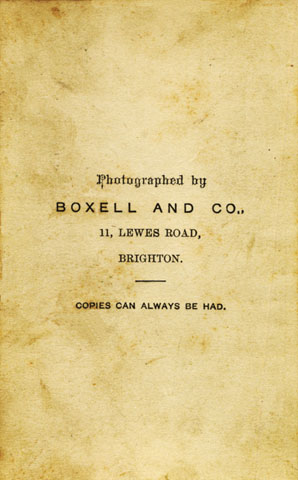 Photographed by
BOXELL AND CO.,
11, LEWES ROAD,
BRIGHTON.
COPIES CAN ALWAYS BE HAD.